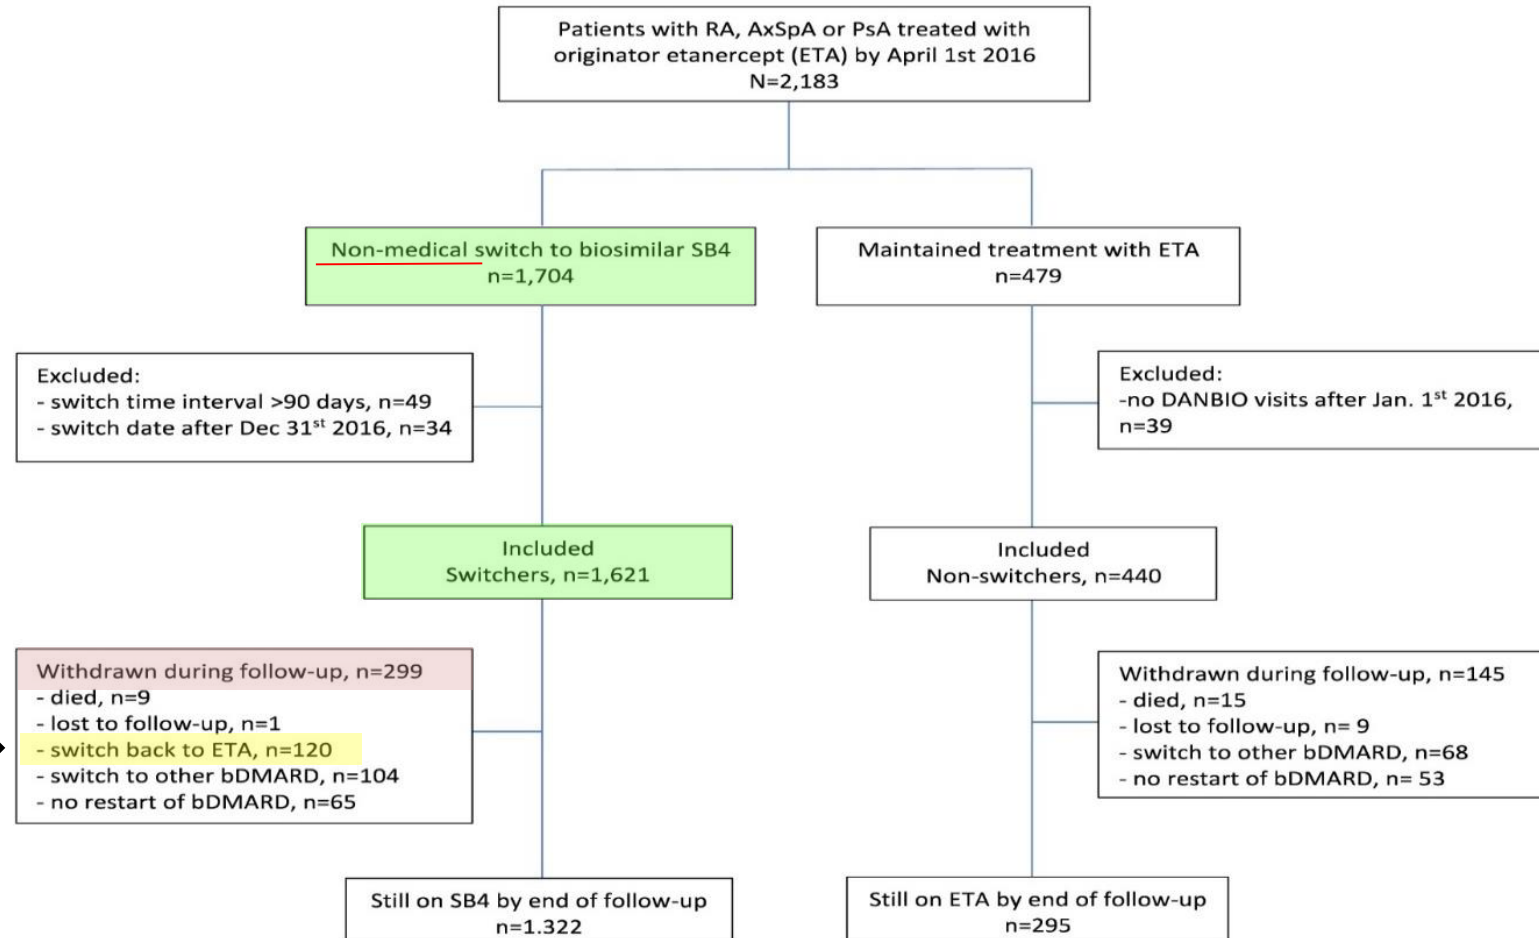 Patients with RA, AxSpA or PsA treated with
originator etanercept (ETA) by April 1st 2016
N=2,183
Non-medical switch to biosimilar SB4
n=1,704
Maintained treatment with ETA
n=479
Excluded:
- switch time interval >90 days, n=49
- switch date after Dec 31st 2016, n=34
Excluded:
-no DANBIO visits after Jan. 1st 2016,
n=39
Included
Switchers, n=1,621
Included
Non-switchers, n=440
Withdrawn during follow-up, n=299
- died, n=9
- lost to follow-up, n=1
- switch back to ETA, n=120
- switch to other bDMARD, n=104
- no restart of bDMARD, n=65
Withdrawn during follow-up, n=145
- died, n=15
- lost to follow-up, n= 9
- switch to other bDMARD, n=68
- no restart of bDMARD, n= 53
Still on SB4 by end of follow-up
n=1.322
Still on ETA by end of follow-up
n=295